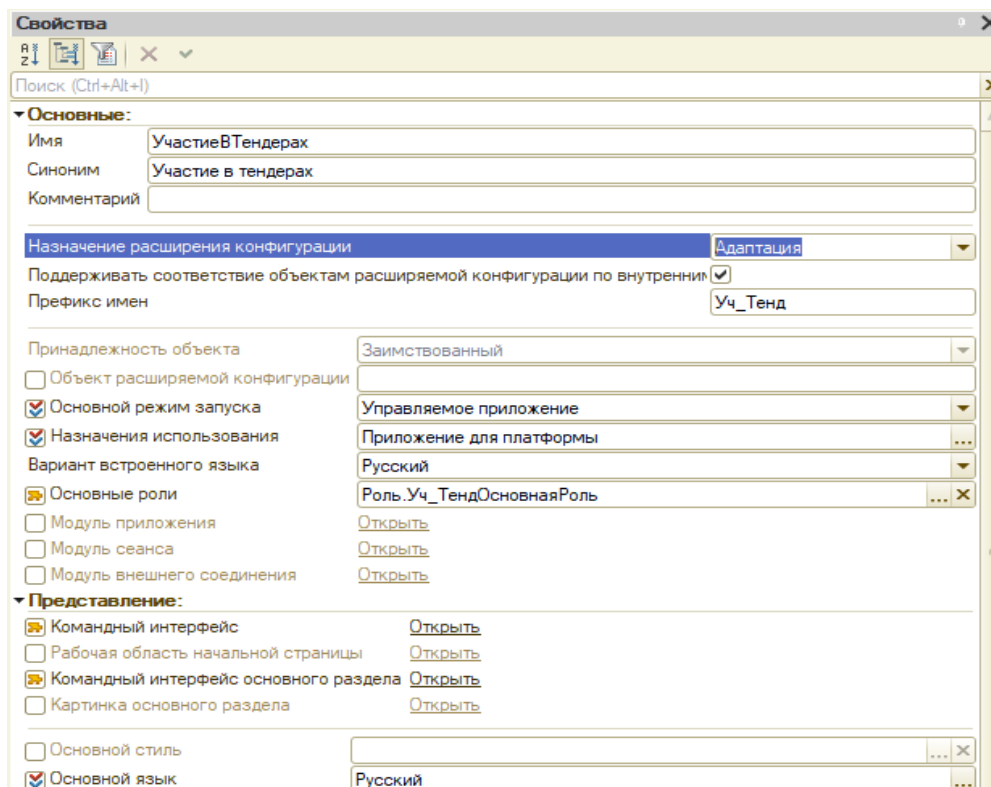 Свойства
Поиск (Ctrl+Alt+I)
Основные:
Имя УчастиеВТендерах
Синоним Участие в тендерах
Комментарий
Назначение расширения конфигурации Адаптация
Поддерживать соответствие объектам расширяемой конфигурации по внутренним
Префикс имен Уч_Тенд
Принадлежность объекта Заимствованный
Объект расширяемой конфигурации
Основной режим запуска Управляемое приложение
Назначения использования Приложение для платформы ...
Вариант встроенного языка Русский
Основные роли Роль.Уч_ТендОсновнаяРоль ...
Модуль приложения Открыть
Модуль сеанса Открыть
Модуль внешнего соединения Открыть
Представление:
Командный интерфейс Открыть
Рабочая область начальной страницы Открыть
Командный интерфейс основного раздела Открыть
Картинка основного раздела Открыть
Основной стиль ...
Основной язык Русский ...